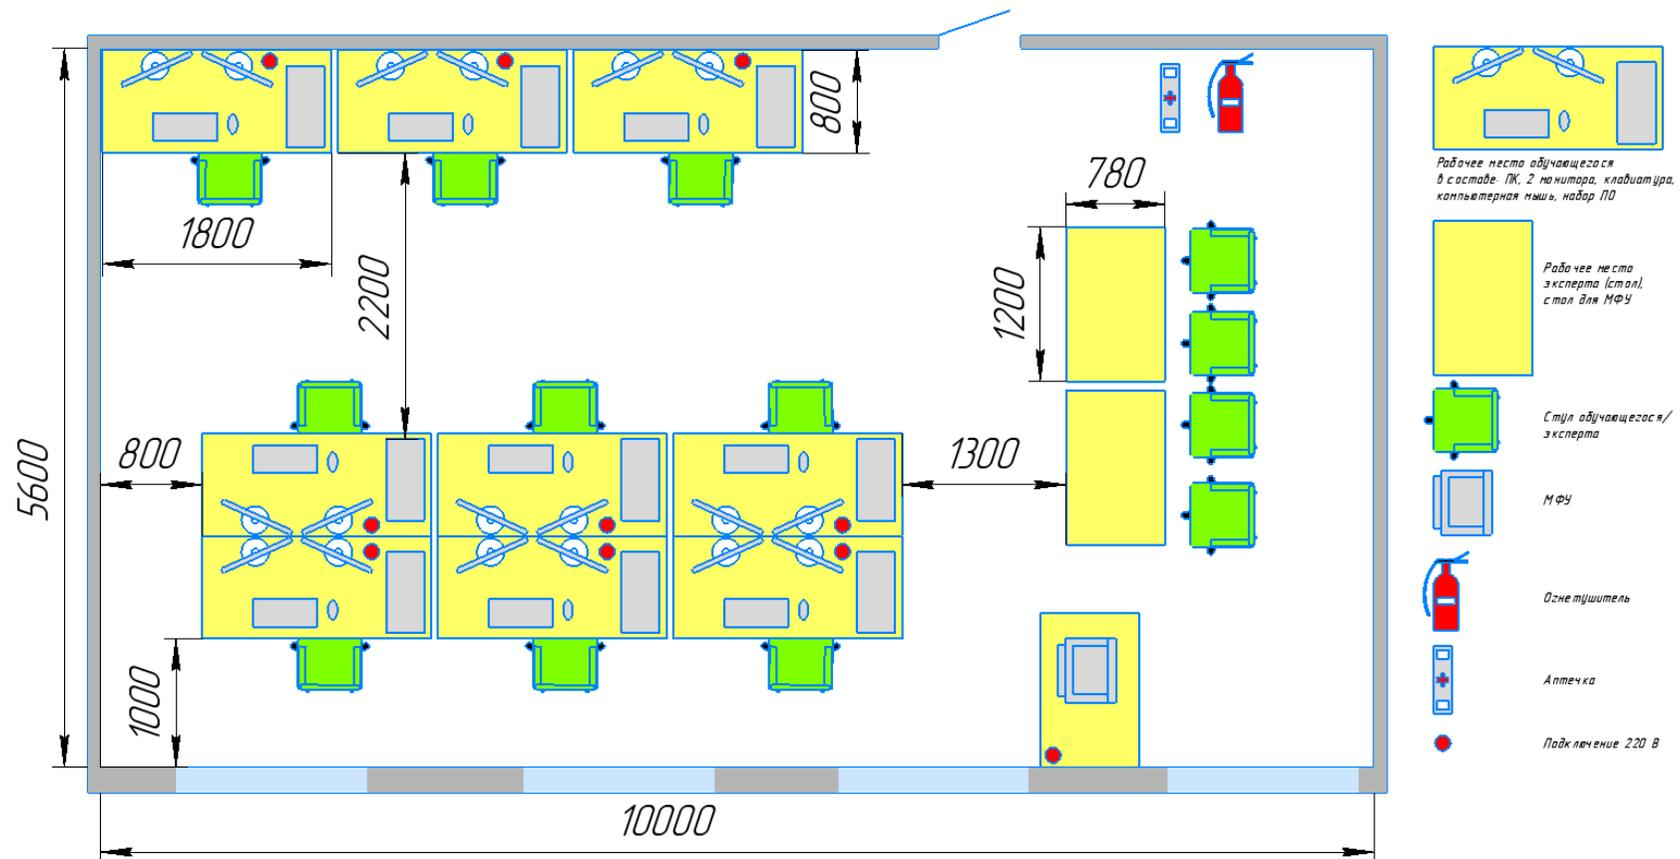 800
780
1800
2200
1200
5600
800
1300
1000
10000
Рабочее место обучающегося
в составе: ПК, 2 монитора, клавиатура,
компьютерная мышь, набор ПО
Рабочее место
эксперта (стол),
стол для МФУ
Стул обучающегося/
эксперта
МФУ
Огнетушитель
Аптечка
Подключение 220 В